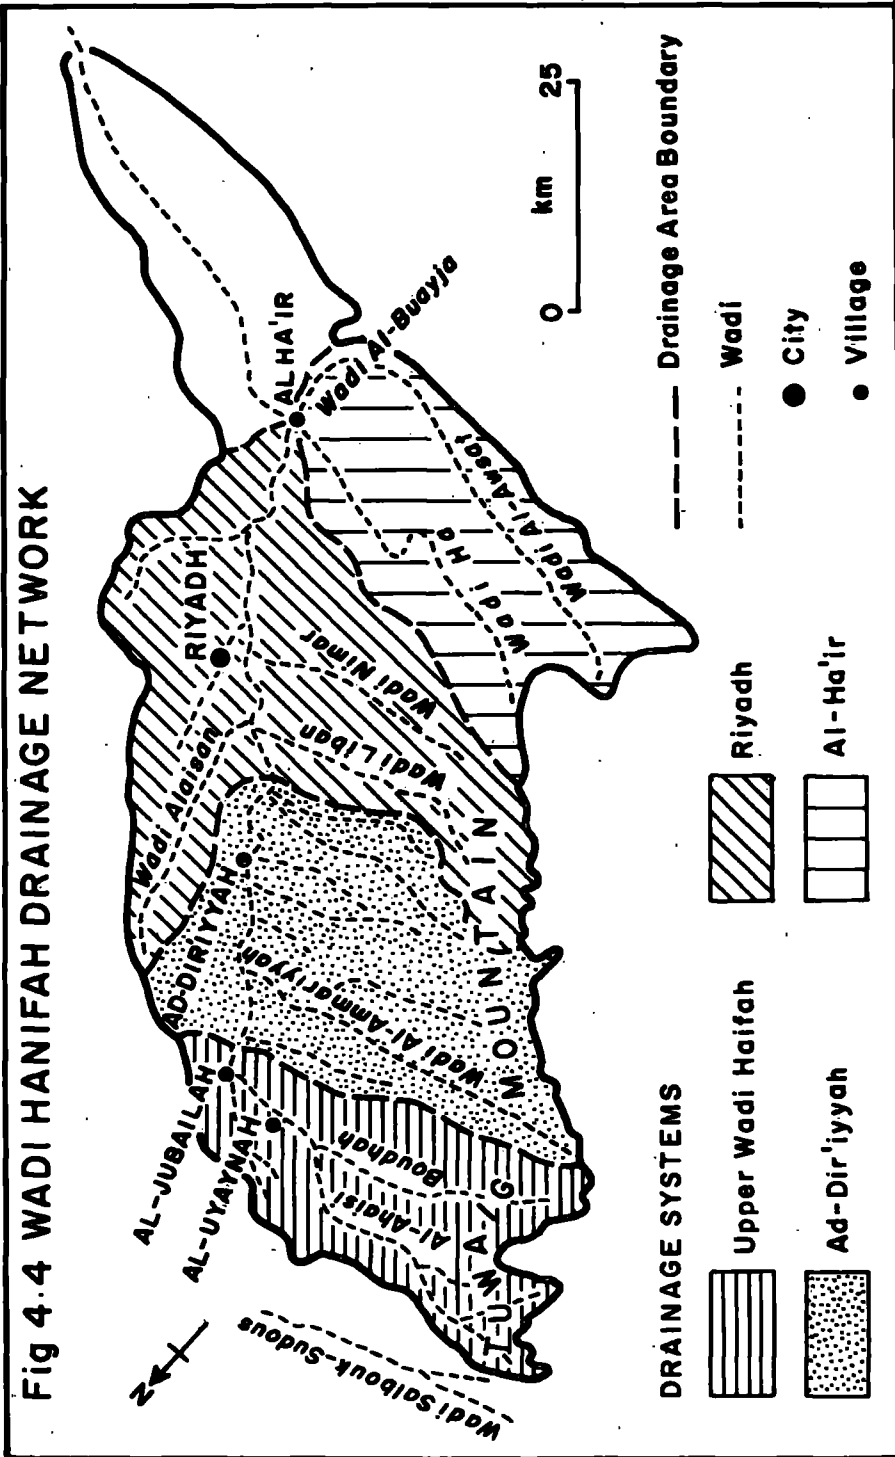 Fig 4.4 WADI HANIFAH DRAINAGE NETWORK
N
Wadi Salbouk-Sudous
AL-JUBAILAH
AL-UYAYNAH
Al-Ahaisi
Boudhah
TUWAIG MOUNTAIN
AD-DIRIYYAH
Wadi Al-Ammariyyah
Wadi Alaisan
RIYADH
Wadi Liban
Wadi Nimar
AL HA'IR
Wadi Al-Buayja
Wadi Ha
Wadi Al-Awsat
0 km 25
DRAINAGE SYSTEMS
Upper Wadi Haifah
Riyadh
Ad-Dir'iyyah
Al-Ha'ir
Drainage Area Boundary
Wadi
City
Village